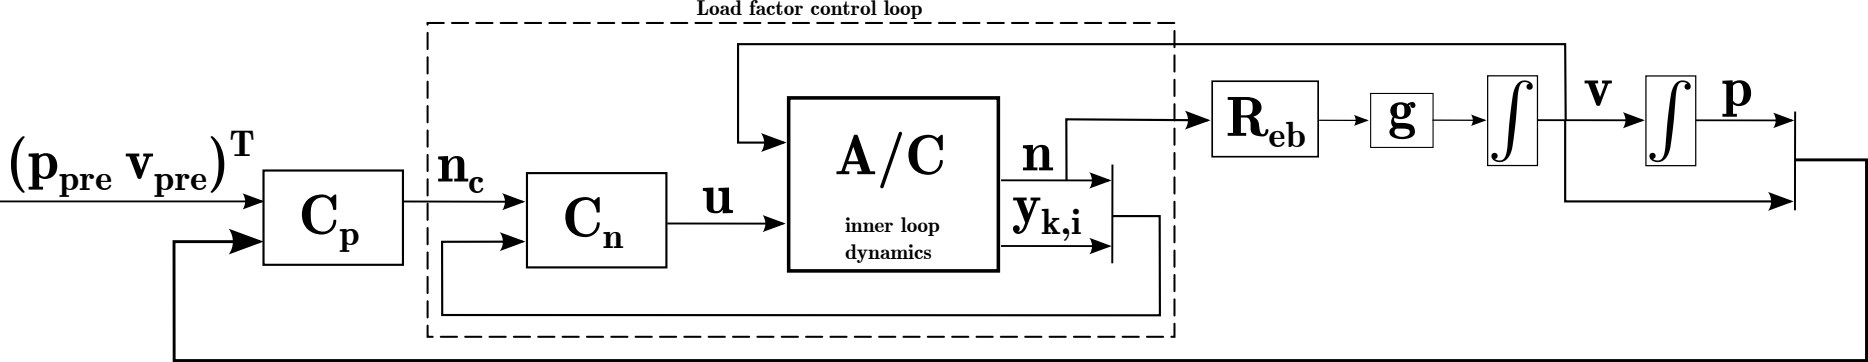 Load factor control loop
(p_pre v_pre)^T
C_p
n_c
C_n
u
A/C
inner loop
dynamics
n
y_k,i
R_eb
g
∫
v
∫
p